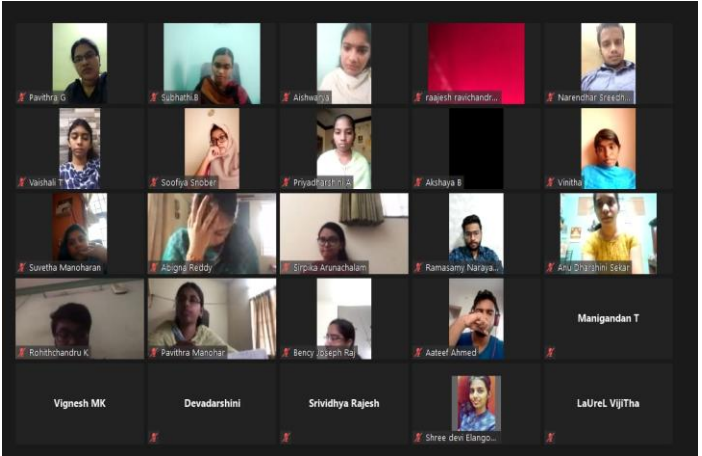 Pavithra G
Subhathi.B
Aishwarya
raajesh ravichandr...
Narendhar Sreedh...
Vaishali T
Soofiya Snober
Priyadharshini A
Akshaya B
Vinitha
Suvetha Manoharan
Abigna Reddy
Sirpika Arunachalam
Ramasamy Naraya...
Anu Dharshini Sekar
Rohithchandru K
Pavithra Manohar
Bency Joseph Raj
Aateef Ahmed
Manigandan T
Vignesh MK
Devadarshini
Srividhya Rajesh
Shree devi Elango...
LaUreL VijiTha